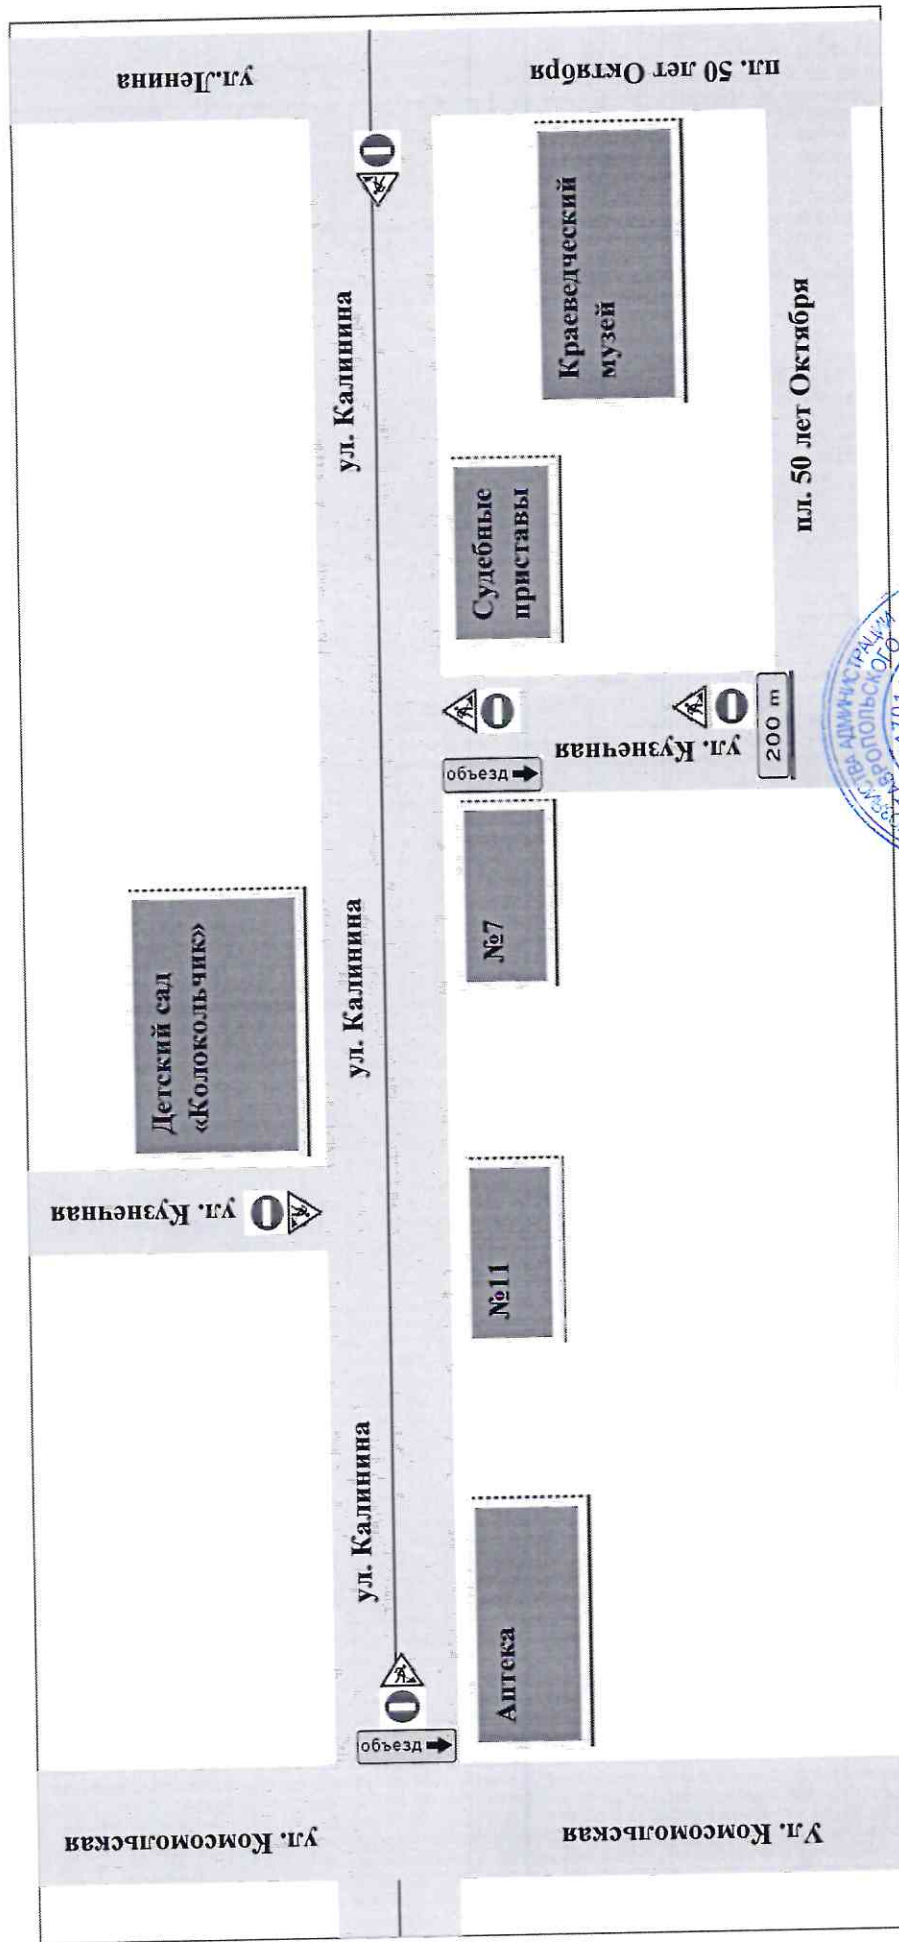 ул. Комсомольская
ул. Кузнечная
Детский сад
«Колокольчик»
ул.Ленина
ул. Калинина
ул. Калинина
ул. Калинина
объезд
Аптека
№11
№7
объезд
Судебные
приставы
Краеведческий
музей
Ул. Комсомольская
ул. Кузнечная
200 m
пл. 50 лет Октября
пл. 50 лет Октября
АДМИНИСТРАЦИИ